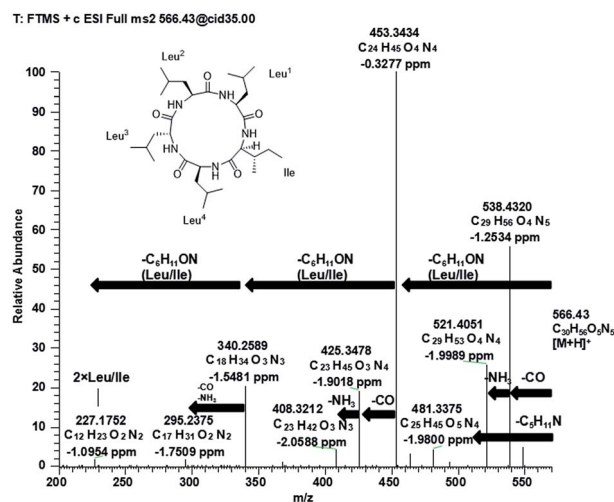 T: FTMS + c ESI Full ms2 566.43@cid35.00
453.3434
C24 H45 O4 N4
-0.3277 ppm
Leu2
Leu1
O
O
NH
HN
O
NH
Leu3
NH
H
O
NH
O
Ile
Leu4
538.4320
C29 H56 O4 N5
-1.2534 ppm
-C6H11ON
(Leu/Ile)
-C6H11ON
(Leu/Ile)
-C6H11ON
(Leu/Ile)
566.43
C30H56O5N5
[M+H]+
340.2589
C18 H34 O3 N3
-1.5481 ppm
425.3478
C23 H45 O3 N4
-1.9018 ppm
521.4051
C29 H53 O4 N4
-1.9989 ppm
2×Leu/Ile
-CO
-NH3
-NH3
-CO
-NH3
-CO
227.1752
C12 H23 O2 N2
-1.0954 ppm
295.2375
C17 H31 O2 N2
-1.7509 ppm
408.3212
C23 H42 O3 N3
-2.0588 ppm
481.3375
C25 H45 O5 N4
-1.9800 ppm
-C5H11N
Relative Abundance
100
90
80
70
60
50
40
30
20
10
0
200
250
300
350
400
450
500
550
m/z